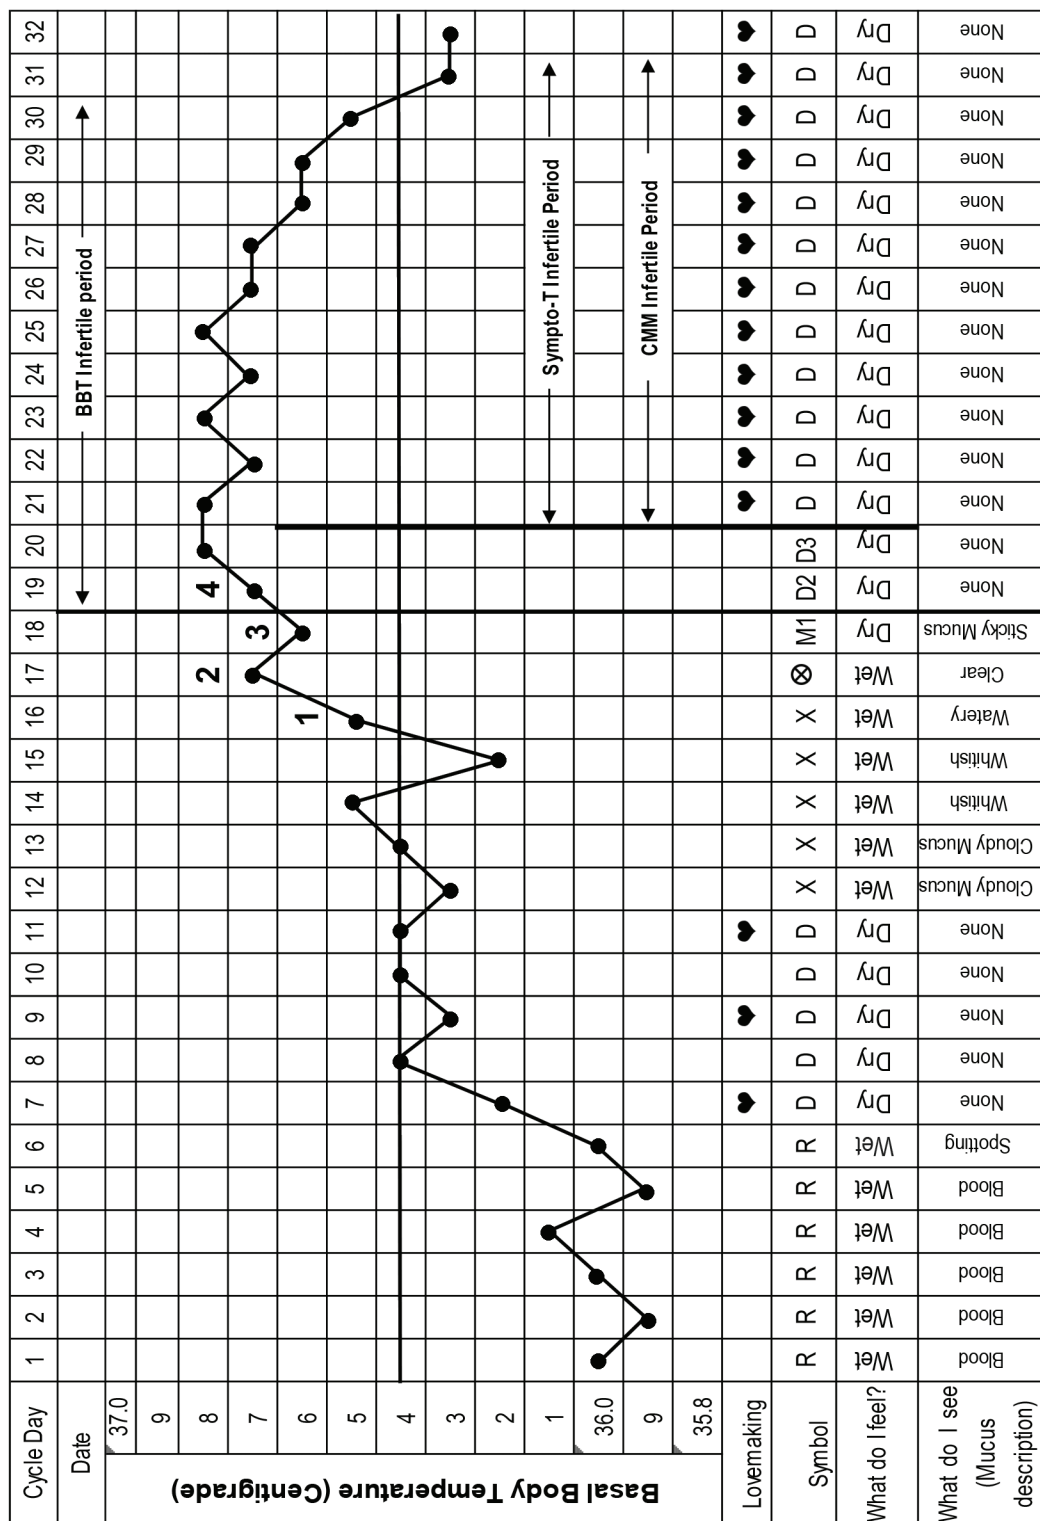 Cycle Day 1 2 3 4 5 6 7 8 9 10 11 12 13 14 15 16 17 18 19 20 21 22 23 24 25 26 27 28 29 30 31 32
Date
BBT Infertile period
Basal Body Temperature (Centigrade)
37.0
9
8
7
6
5
4
3
2
1
36.0
9
35.8
1
2
3
4
Sympto-T Infertile Period
CMM Infertile Period
Lovemaking
Symbol R R R R R R D D D D D X X X X X ⊗ M1 D2 D3 D D D D D D D D D D D D
What do I feel? Wet Wet Wet Wet Wet Wet Dry Dry Dry Dry Dry Wet Wet Wet Wet Wet Wet Dry Dry Dry Dry Dry Dry Dry Dry Dry Dry Dry Dry Dry Dry Dry
What do I see
(Mucus
description)
Blood Blood Blood Blood Blood Spotting None None None None None Cloudy Mucus Cloudy Mucus Whitish Whitish Watery Clear Sticky Mucus None None None None None None None None None None None None None None